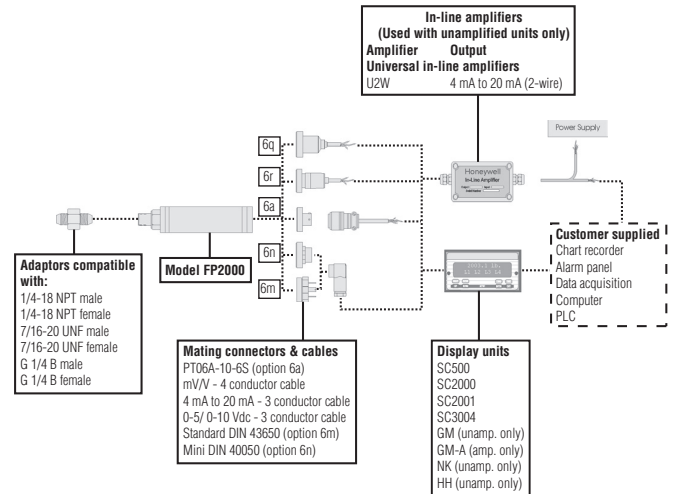 In-line amplifiers
(Used with unamplified units only)
Amplifier Output
Universal in-line amplifiers
U2W 4 mA to 20 mA (2-wire)
Power Supply
6q
6r
6a
6n
6m
Honeywell
In-Line Amplifier
Adaptors compatible
with:
1/4-18 NPT male
1/4-18 NPT female
7/16-20 UNF male
7/16-20 UNF female
G 1/4 B male
G 1/4 B female
Model FP2000
Mating connectors & cables
PT06A-10-6S (option 6a)
mV/V - 4 conductor cable
4 mA to 20 mA - 3 conductor cable
0-5/ 0-10 Vdc - 3 conductor cable
Standard DIN 43650 (option 6m)
Mini DIN 40050 (option 6n)
Display units
SC500
SC2000
SC2001
SC3004
GM (unamp. only)
GM-A (amp. only)
NK (unamp. only)
HH (unamp. only)
Customer supplied
Chart recorder
Alarm panel
Data acquisition
Computer
PLC